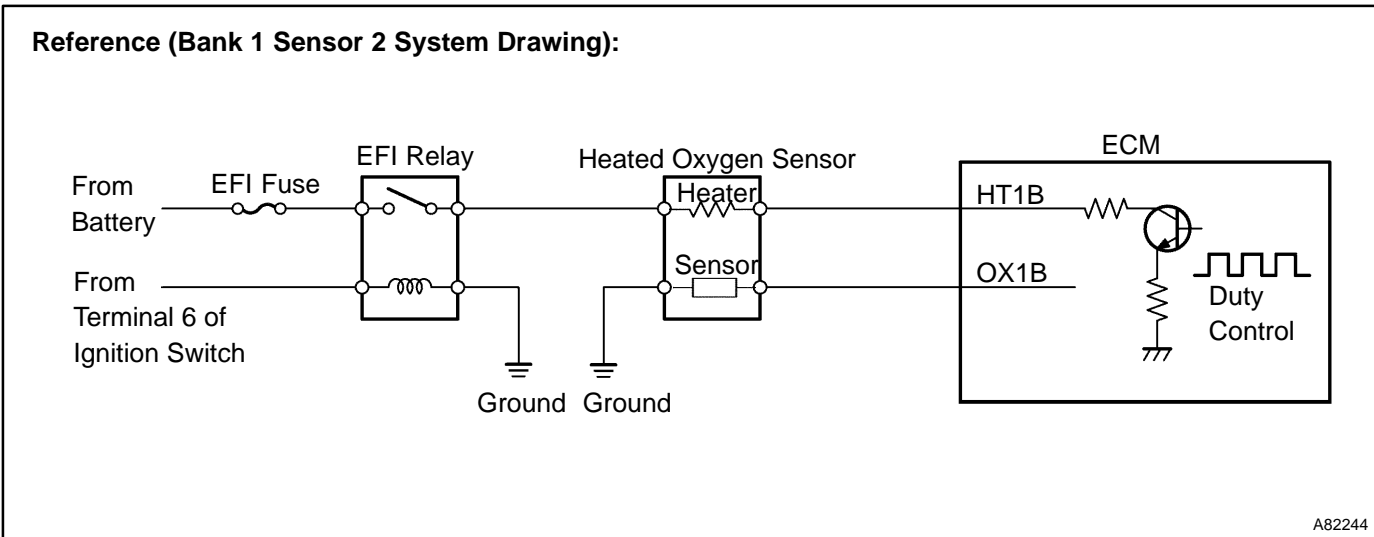 Reference (Bank 1 Sensor 2 System Drawing):
ECM
EFI Relay
Heated Oxygen Sensor
From
Battery
EFI Fuse
Heater
HT1B
From
Terminal 6 of
Ignition Switch
Sensor
OX1B
Duty
Control
Ground
Ground
A82244